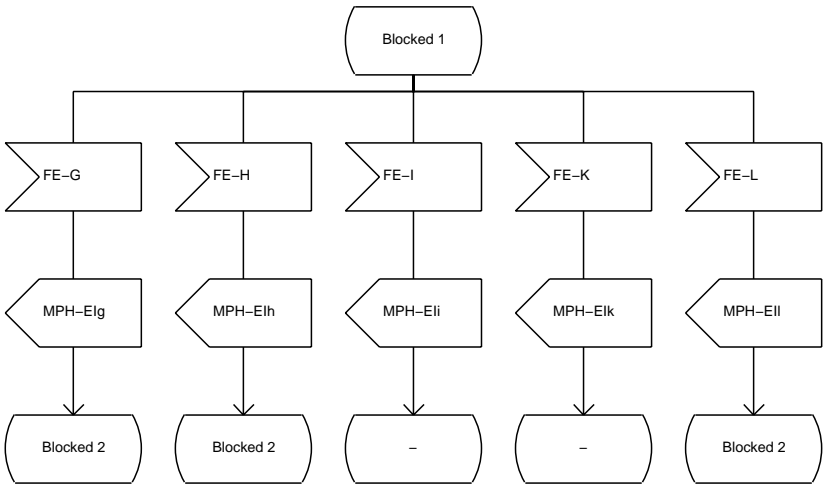 Blocked 1
FE–G
FE–H
FE–I
FE–K
FE–L
MPH–EIg
MPH–EIh
MPH–EIi
MPH–EIk
MPH–EIl
Blocked 2
Blocked 2
–
–
Blocked 2